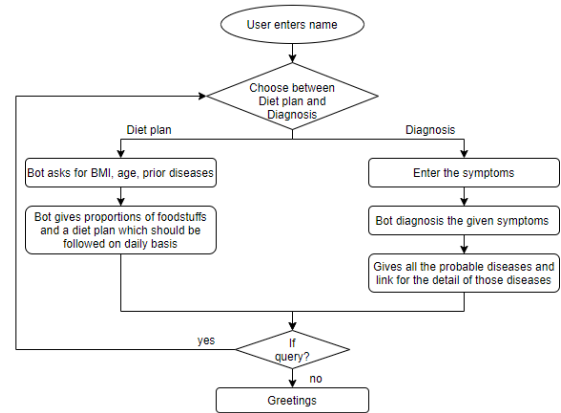 User enters name
Choose between
Diet plan and
Diagnosis
Diet plan
Diagnosis
Bot asks for BMI, age, prior diseases
Enter the symptoms
Bot gives proportions of foodstuffs
and a diet plan which should be
followed on daily basis
Bot diagnosis the given symptoms
Gives all the probable diseases and
link for the detail of those diseases
yes
If
query?
no
Greetings